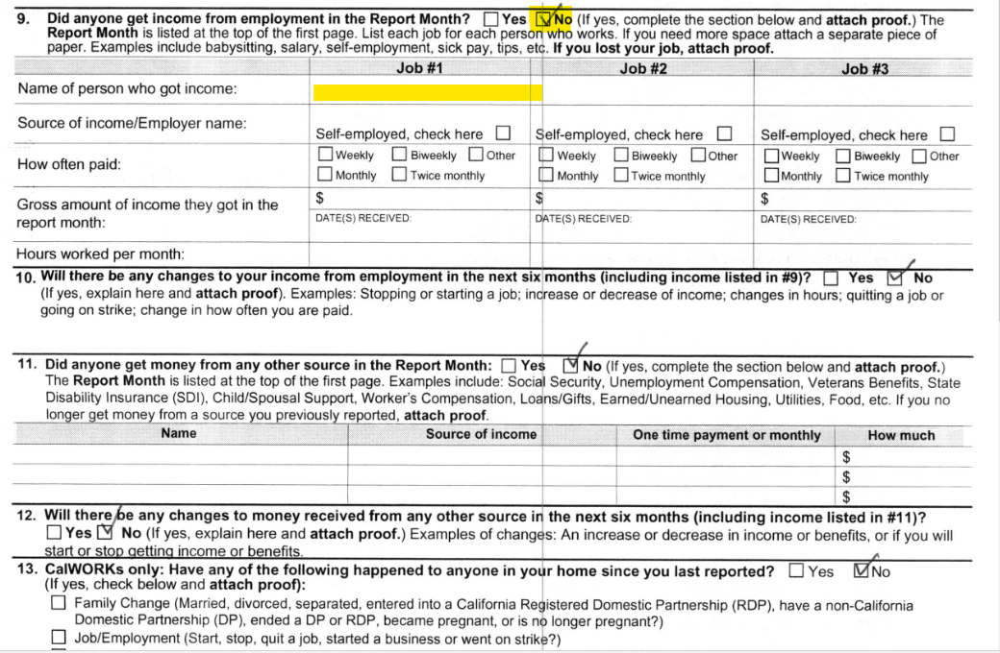 9. Did anyone get income from employment in the Report Month? Yes No (If yes, complete the section below and attach proof.) The
Report Month is listed at the top of the first page. List each job for each person who works. If you need more space attach a separate piece of
paper. Examples include babysitting, salary, self-employment, sick pay, tips, etc. If you lost your job, attach proof.
Job #1 Job #2 Job #3
Name of person who got income:
Source of income/Employer name:
Self-employed, check here Self-employed, check here Self-employed, check here
How often paid:
Weekly Biweekly Other Weekly Biweekly Other Weekly Biweekly Other
Monthly Twice monthly Monthly Twice monthly Monthly Twice monthly
Gross amount of income they got in the
report month:
$ $ $
DATE(S) RECEIVED: DATE(S) RECEIVED: DATE(S) RECEIVED:
Hours worked per month:
10. Will there be any changes to your income from employment in the next six months (including income listed in #9)? Yes No
(If yes, explain here and attach proof). Examples: Stopping or starting a job; increase or decrease of income; changes in hours; quitting a job or
going on strike; change in how often you are paid.
11. Did anyone get money from any other source in the Report Month: Yes No (If yes, complete the section below and attach proof.)
The Report Month is listed at the top of the first page. Examples include: Social Security, Unemployment Compensation, Veterans Benefits, State
Disability Insurance (SDI), Child/Spousal Support, Worker's Compensation, Loans/Gifts, Earned/Unearned Housing, Utilities, Food, etc. If you no
longer get money from a source you previously reported, attach proof.
Name Source of income One time payment or monthly How much
$
$
$
12. Will there be any changes to money received from any other source in the next six months (including income listed in #11)?
Yes No (If yes, explain here and attach proof.) Examples of changes: An increase or decrease in income or benefits, or if you will
start or stop getting income or benefits.
13. CalWORKs only: Have any of the following happened to anyone in your home since you last reported? Yes No
(If yes, check below and attach proof):
Family Change (Married, divorced, separated, entered into a California Registered Domestic Partnership (RDP), have a non-California
Domestic Partnership (DP), ended a DP or RDP, became pregnant, or is no longer pregnant?)
Job/Employment (Start, stop, quit a job, started a business or went on strike?)